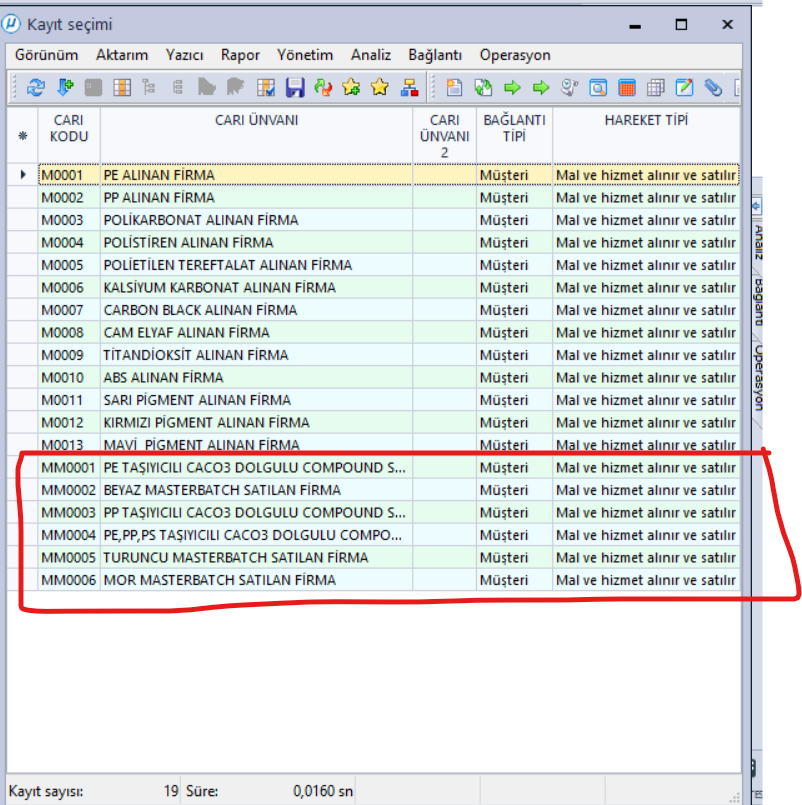 Kayıt seçimi
Görünüm Aktarım Yazıcı Rapor Yönetim Analiz Bağlantı Operasyon
CARI KODU CARI ÜNVANI CARI ÜNVANI 2 BAĞLANTI TİPİ HAREKET TİPİ
M0001 PE ALINAN FİRMA Müşteri Mal ve hizmet alınır ve satılır
M0002 PP ALINAN FİRMA Müşteri Mal ve hizmet alınır ve satılır
M0003 POLİKARBONAT ALINAN FİRMA Müşteri Mal ve hizmet alınır ve satılır
M0004 POLİSTİREN ALINAN FİRMA Müşteri Mal ve hizmet alınır ve satılır
M0005 POLİETİLEN TEREFTALAT ALINAN FİRMA Müşteri Mal ve hizmet alınır ve satılır
M0006 KALSİYUM KARBONAT ALINAN FİRMA Müşteri Mal ve hizmet alınır ve satılır
M0007 CARBON BLACK ALINAN FİRMA Müşteri Mal ve hizmet alınır ve satılır
M0008 CAM ELYAF ALINAN FİRMA Müşteri Mal ve hizmet alınır ve satılır
M0009 TİTANDİOKSİT ALINAN FİRMA Müşteri Mal ve hizmet alınır ve satılır
M0010 ABS ALINAN FİRMA Müşteri Mal ve hizmet alınır ve satılır
M0011 SARI PİGMENT ALINAN FİRMA Müşteri Mal ve hizmet alınır ve satılır
M0012 KIRMIZI PİGMENT ALINAN FİRMA Müşteri Mal ve hizmet alınır ve satılır
M0013 MAVİ PİGMENT ALINAN FİRMA Müşteri Mal ve hizmet alınır ve satılır
MM0001 PE TAŞIYICILI CACO3 DOLGULU COMPOUND S... Müşteri Mal ve hizmet alınır ve satılır
MM0002 BEYAZ MASTERBATCH SATILAN FİRMA Müşteri Mal ve hizmet alınır ve satılır
MM0003 PP TAŞIYICILI CACO3 DOLGULU COMPOUND S... Müşteri Mal ve hizmet alınır ve satılır
MM0004 PE,PP,PS TAŞIYICILI CACO3 DOLGULU COMPO... Müşteri Mal ve hizmet alınır ve satılır
MM0005 TURUNCU MASTERBATCH SATILAN FİRMA Müşteri Mal ve hizmet alınır ve satılır
MM0006 MOR MASTERBATCH SATILAN FİRMA Müşteri Mal ve hizmet alınır ve satılır
Kayıt sayısı: 19 Süre: 0,0160 sn
Analiz
Bağlantı
Operasyon